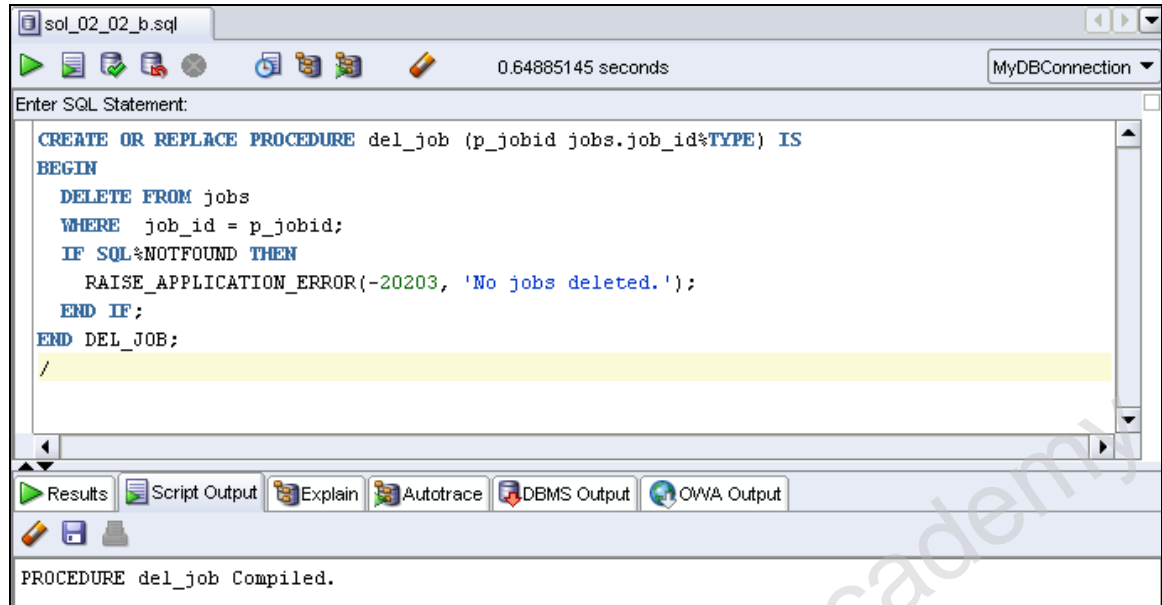 sol_02_02_b.sql
0.64885145 seconds
MyDBConnection
Enter SQL Statement:
CREATE OR REPLACE PROCEDURE del_job (p_jobid jobs.job_id%TYPE) IS
BEGIN
DELETE FROM jobs
WHERE job_id = p_jobid;
IF SQL%NOTFOUND THEN
RAISE_APPLICATION_ERROR(-20203, 'No jobs deleted.');
END IF;
END DEL_JOB;
/
Results Script Output Explain Autotrace DBMS Output OWA Output
PROCEDURE del_job Compiled.